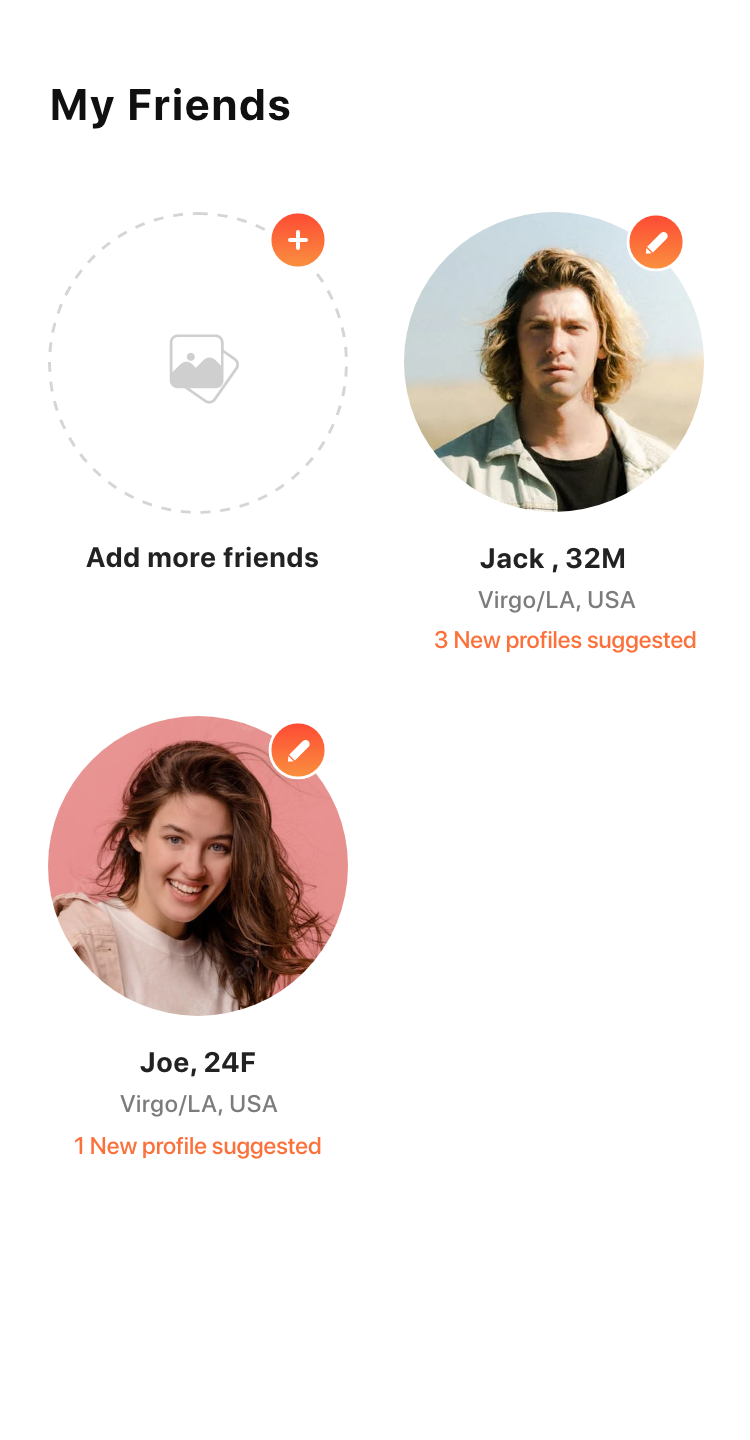 My Friends
Add more friends
Jack , 32M
Virgo/LA, USA
3 New profiles suggested
Joe, 24F
Virgo/LA, USA
1 New profile suggested